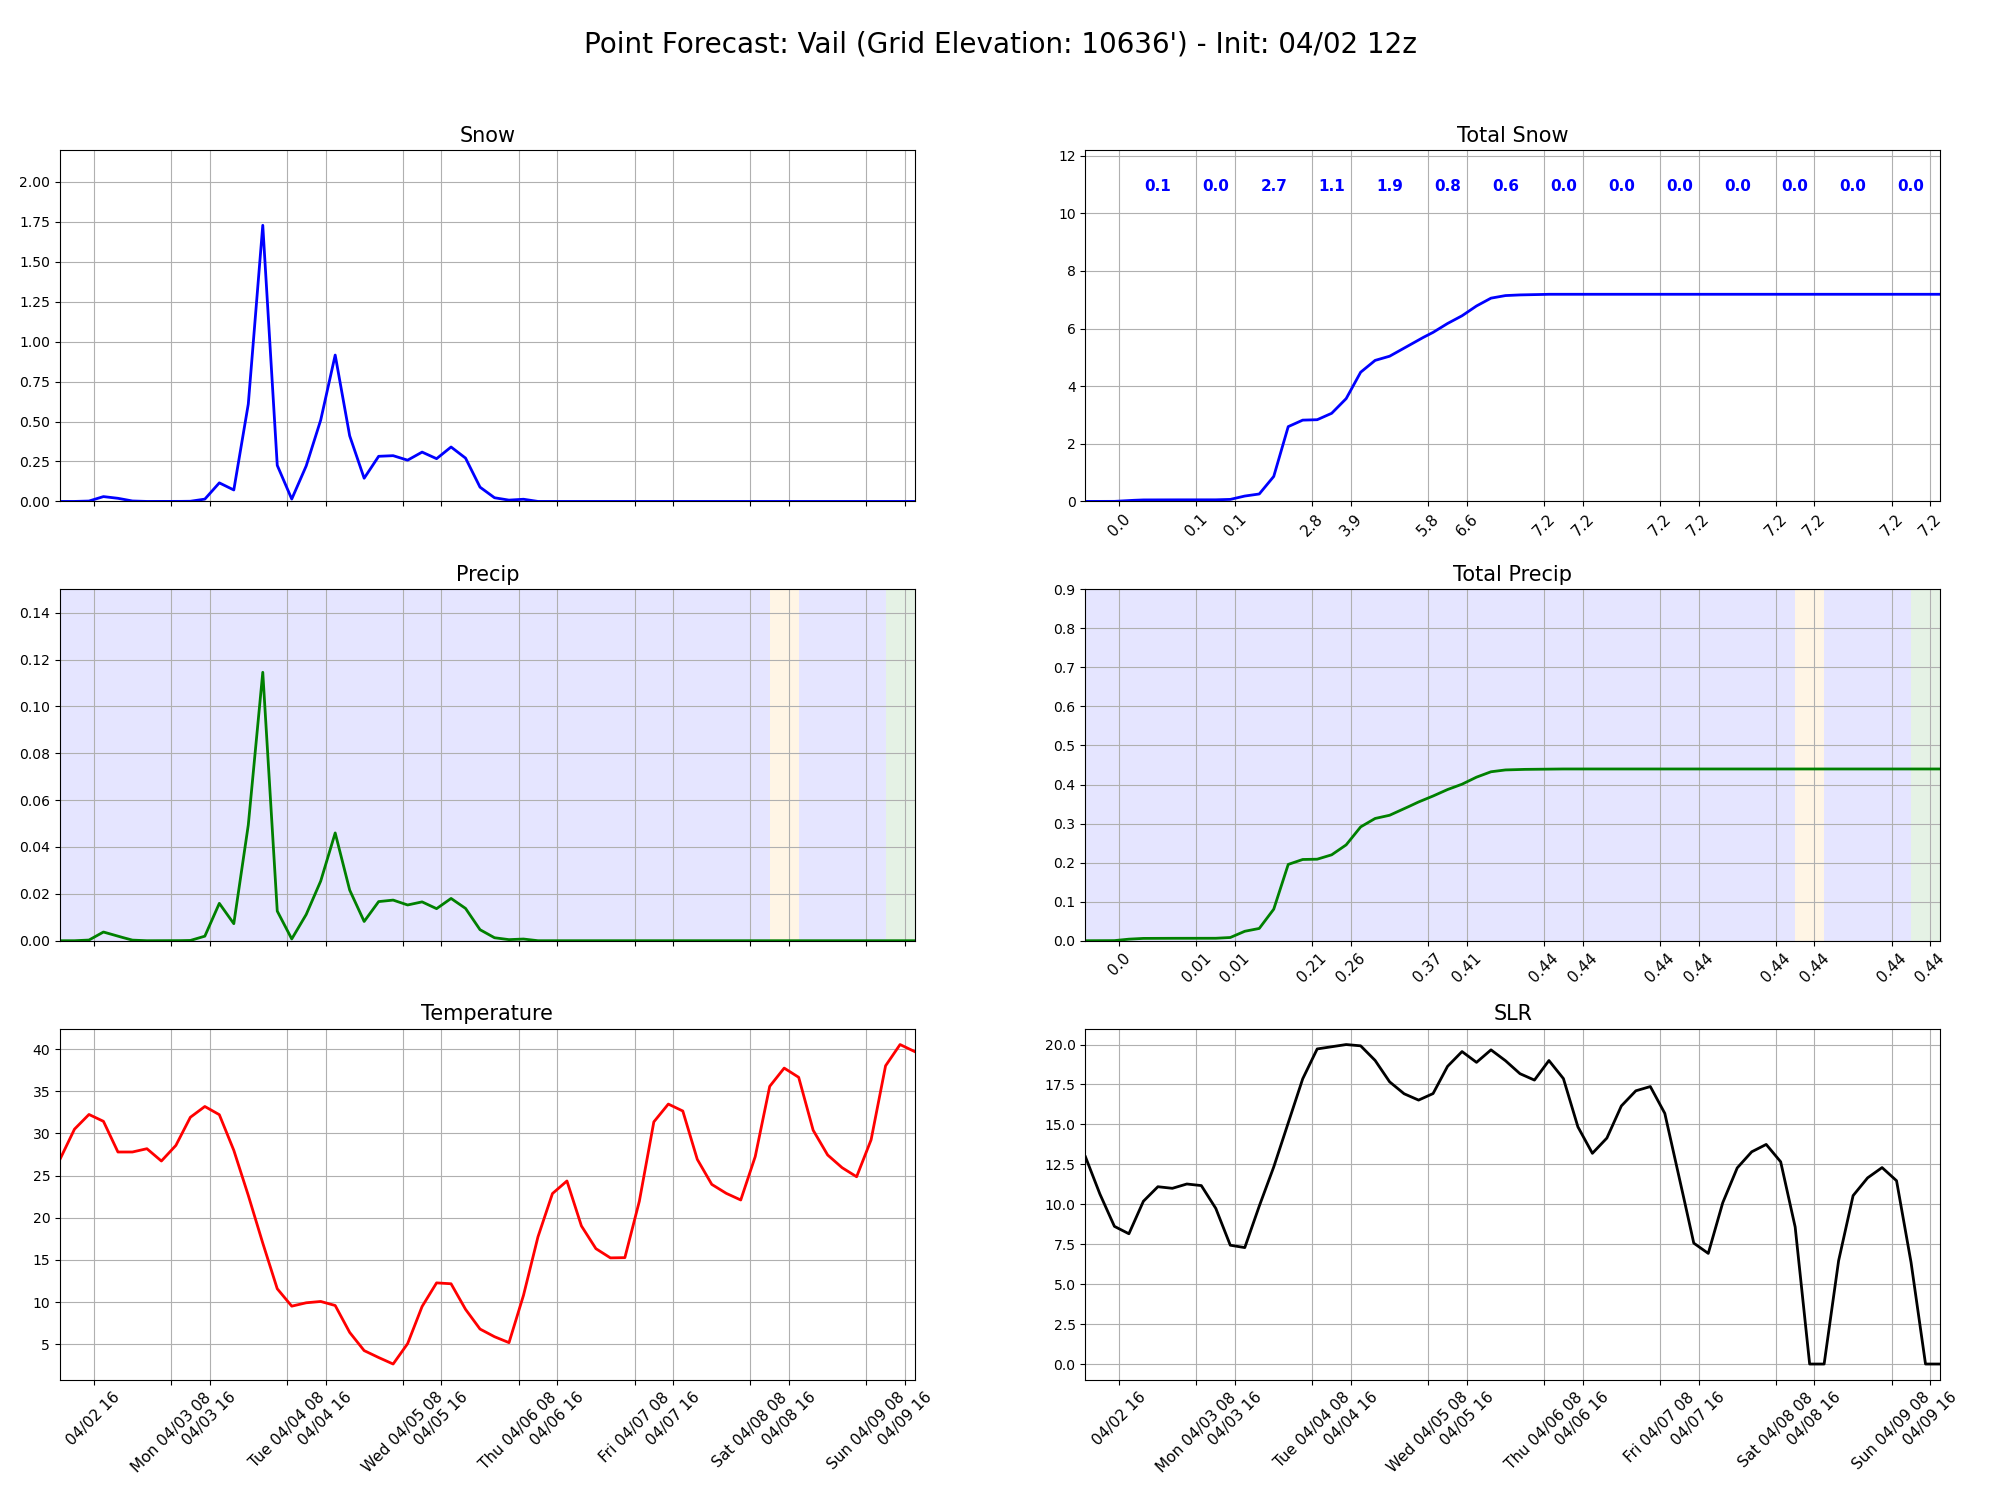 Point Forecast: Vail (Grid Elevation: 10636') - Init: 04/02 12z
Snow
2.00
1.75
1.50
1.25
1.00
0.75
0.50
0.25
0.00
Total Snow
12
10
8
6
4
2
0
0.1 0.0 2.7 1.1 1.9 0.8 0.6 0.0 0.0 0.0 0.0 0.0 0.0 0.0
0.0 0.1 0.1 2.8 3.9 5.8 6.6 7.2 7.2 7.2 7.2 7.2 7.2 7.2 7.2
Precip
0.14
0.12
0.10
0.08
0.06
0.04
0.02
0.00
Total Precip
0.9
0.8
0.7
0.6
0.5
0.4
0.3
0.2
0.1
0.0
0.0 0.01 0.01 0.21 0.26 0.37 0.41 0.44 0.44 0.44 0.44 0.44 0.44 0.44 0.44
Temperature
40
35
30
25
20
15
10
5
04/02 16
Mon 04/03 08
04/03 16
Tue 04/04 08
04/04 16
Wed 04/05 08
04/05 16
Thu 04/06 08
04/06 16
Fri 04/07 08
04/07 16
Sat 04/08 08
04/08 16
Sun 04/09 08
04/09 16
SLR
20.0
17.5
15.0
12.5
10.0
7.5
5.0
2.5
0.0
04/02 16
Mon 04/03 08
04/03 16
Tue 04/04 08
04/04 16
Wed 04/05 08
04/05 16
Thu 04/06 08
04/06 16
Fri 04/07 08
04/07 16
Sat 04/08 08
04/08 16
Sun 04/09 08
04/09 16